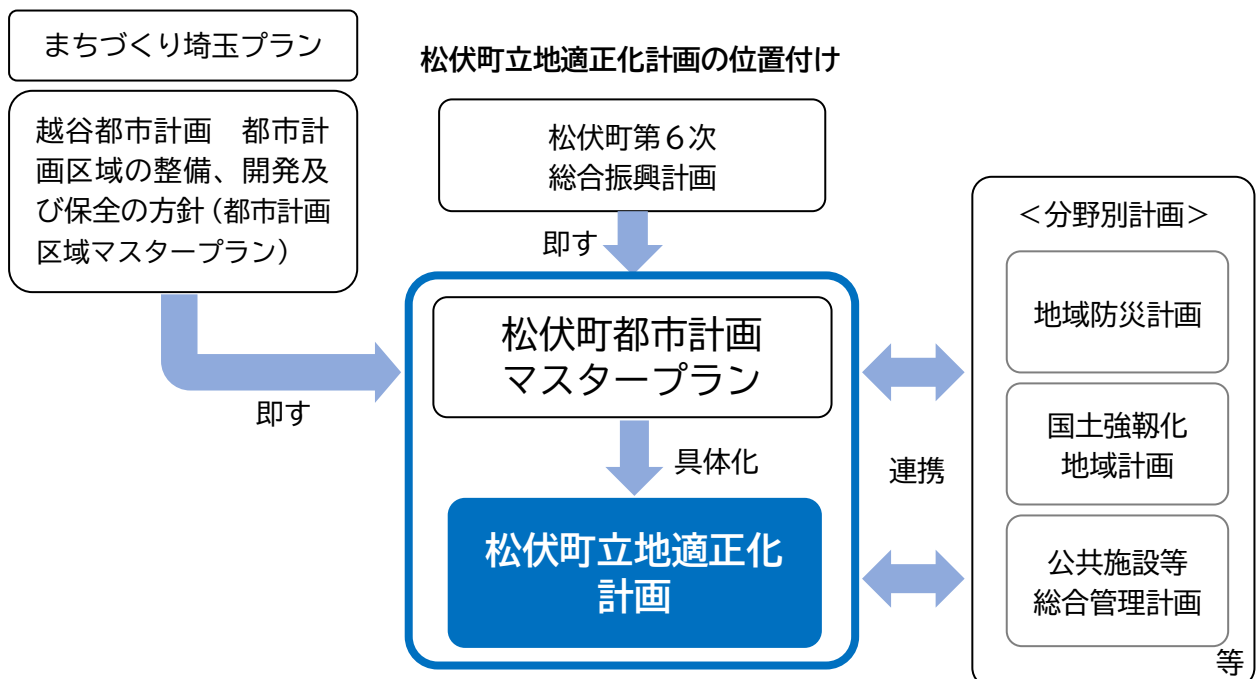 まちづくり埼玉プラン
越谷都市計画　都市計
画区域の整備、開発及
び保全の方針（都市計画
区域マスタープラン）
松伏町立地適正化計画の位置付け
松伏町第６次
総合振興計画
即す
即す
松伏町都市計画
マスタープラン
具体化
松伏町立地適正化
計画
連携
＜分野別計画＞
地域防災計画
国土強靱化
地域計画
公共施設等
総合管理計画
等